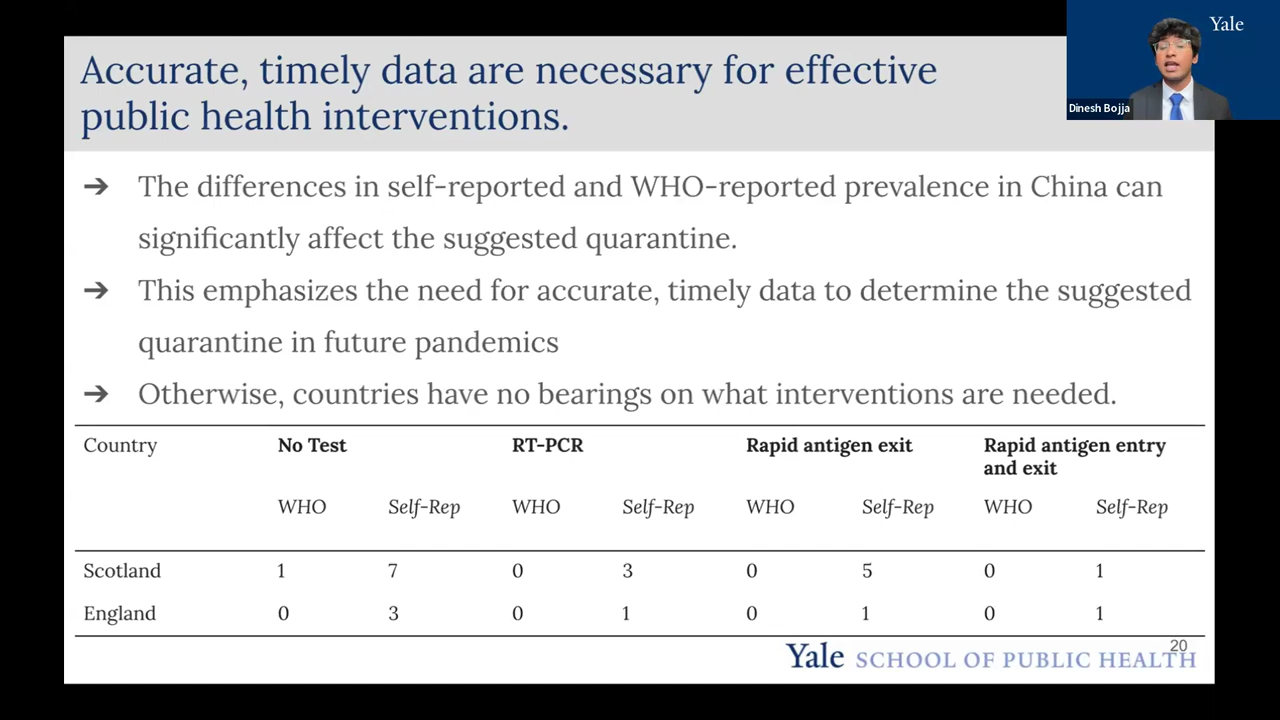 Accurate, timely data are necessary for effective
public health interventions.
Yale
Dinesh Bojja
➔ The differences in self-reported and WHO-reported prevalence in China can
significantly affect the suggested quarantine.
➔ This emphasizes the need for accurate, timely data to determine the suggested
quarantine in future pandemics
➔ Otherwise, countries have no bearings on what interventions are needed.
Country No Test RT-PCR Rapid antigen exit Rapid antigen entry
and exit
WHO Self-Rep WHO Self-Rep WHO Self-Rep WHO Self-Rep
Scotland 1 7 0 3 0 5 0 1
England 0 3 0 1 0 1 0 1
20
Yale SCHOOL OF PUBLIC HEALTH